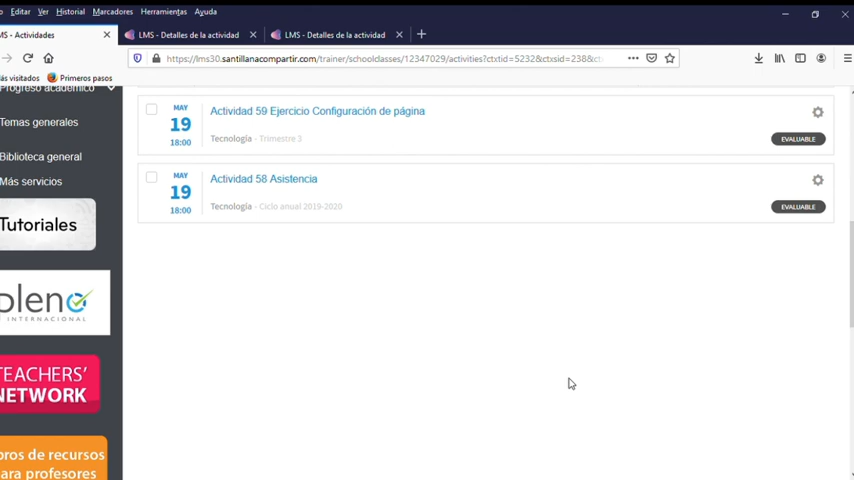 Editar Ver Historial Marcadores Herramientas Ayuda
MS - Actividades
LMS - Detalles de la actividad
LMS - Detalles de la actividad
https://lms30.santillanacompartir.com/trainer/schoolclasses/12347029/activities?ctxtid=5232&ctxsid=238&ctx
ás visitados Primeros pasos
Progreso académico
Temas generales
Biblioteca general
Más servicios
Tutoriales
pleno
INTERNACIONAL
TEACHERS'
NETWORK
bros de recursos
ara profesores
MAY
19
18:00
Actividad 59 Ejercicio Configuración de página
Tecnología - Trimestre 3
EVALUABLE
MAY
19
18:00
Actividad 58 Asistencia
Tecnología - Ciclo anual 2019-2020
EVALUABLE